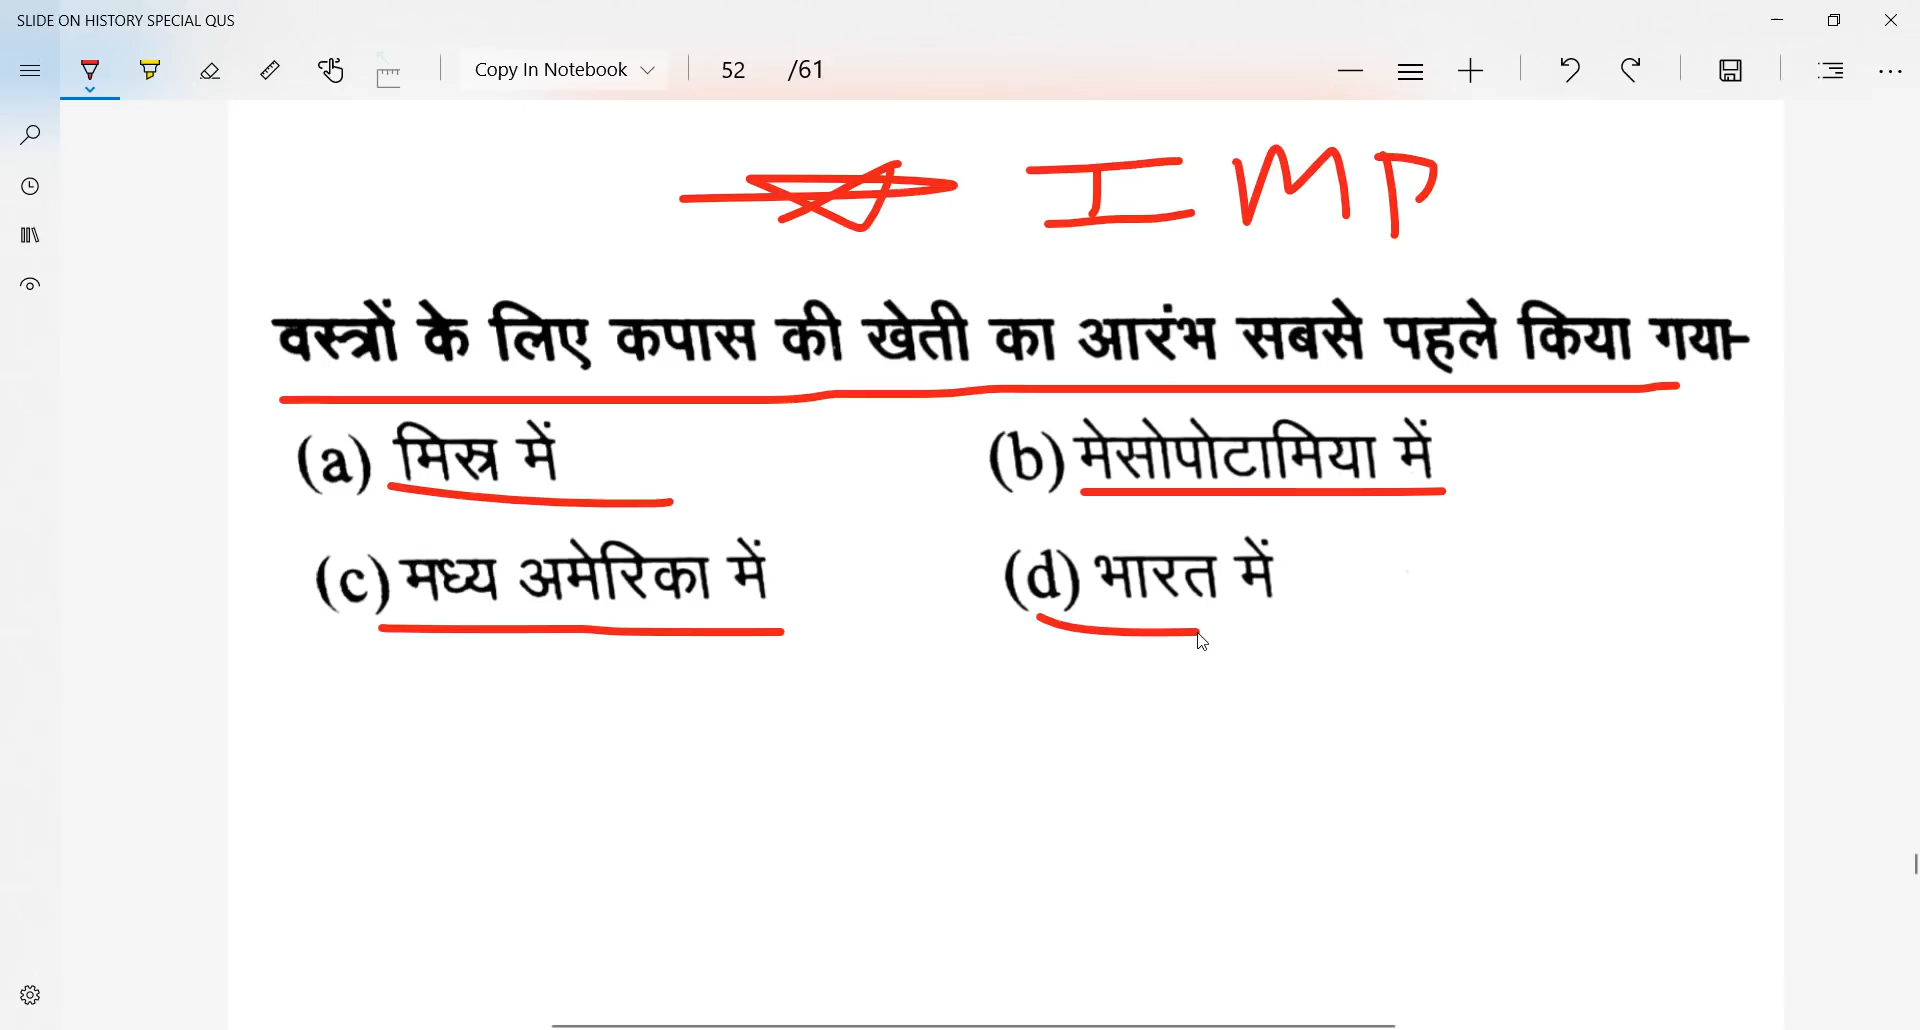 SLIDE ON HISTORY SPECIAL QUS
Copy In Notebook 52 /61
IMP
वस्त्रों के लिए कपास की खेती का आरंभ सबसे पहले किया गया-
(a) मिस्र में (b) मेसोपोटामिया में
(c) मध्य अमेरिका में (d) भारत में